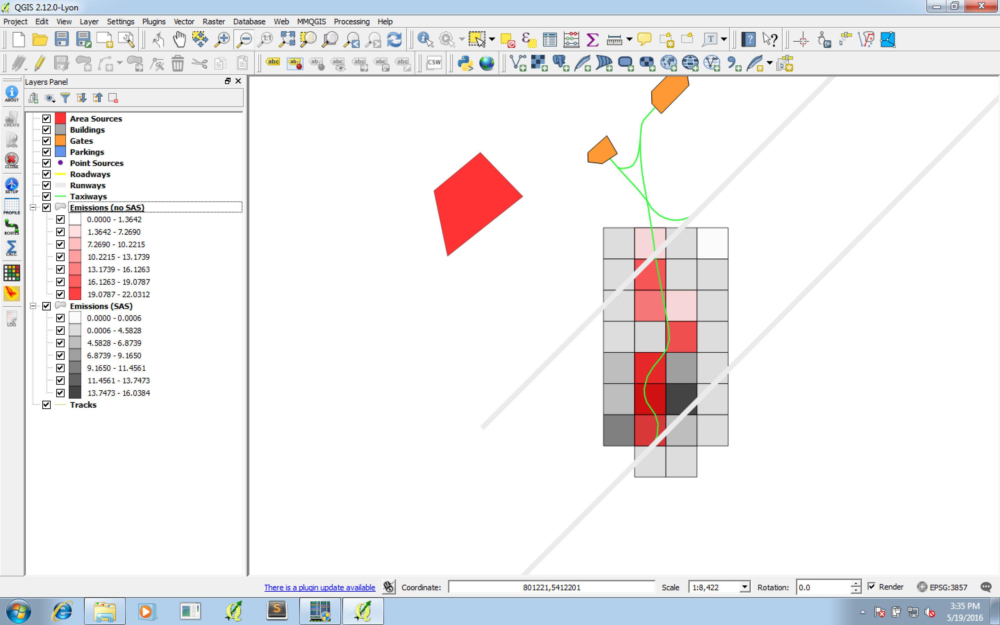 QGIS 2.12.0-Lyon
Project Edit View Layer Settings Plugins Vector Raster Database Web MMQGIS Processing Help
1:1
T
abc ab ab abc abc abc abc CSW
Layers Panel
ABOUT
CREATE
OPEN
CLOSE
SETUP
PROFILE
ROUTES
CALC.
LOG
Area Sources
Buildings
Gates
Parkings
Point Sources
Roadways
Runways
Taxiways
Emissions (no SAS)
0.0000 - 1.3642
1.3642 - 7.2690
7.2690 - 10.2215
10.2215 - 13.1739
13.1739 - 16.1263
16.1263 - 19.0787
19.0787 - 22.0312
Emissions (SAS)
0.0000 - 0.0006
0.0006 - 4.5828
4.5828 - 6.8739
6.8739 - 9.1650
9.1650 - 11.4561
11.4561 - 13.7473
13.7473 - 16.0384
Tracks
There is a plugin update available
Coordinate: 801221,5412201
Scale 1:8,422
Rotation: 0.0
Render
EPSG:3857
S
3:35 PM
5/19/2016